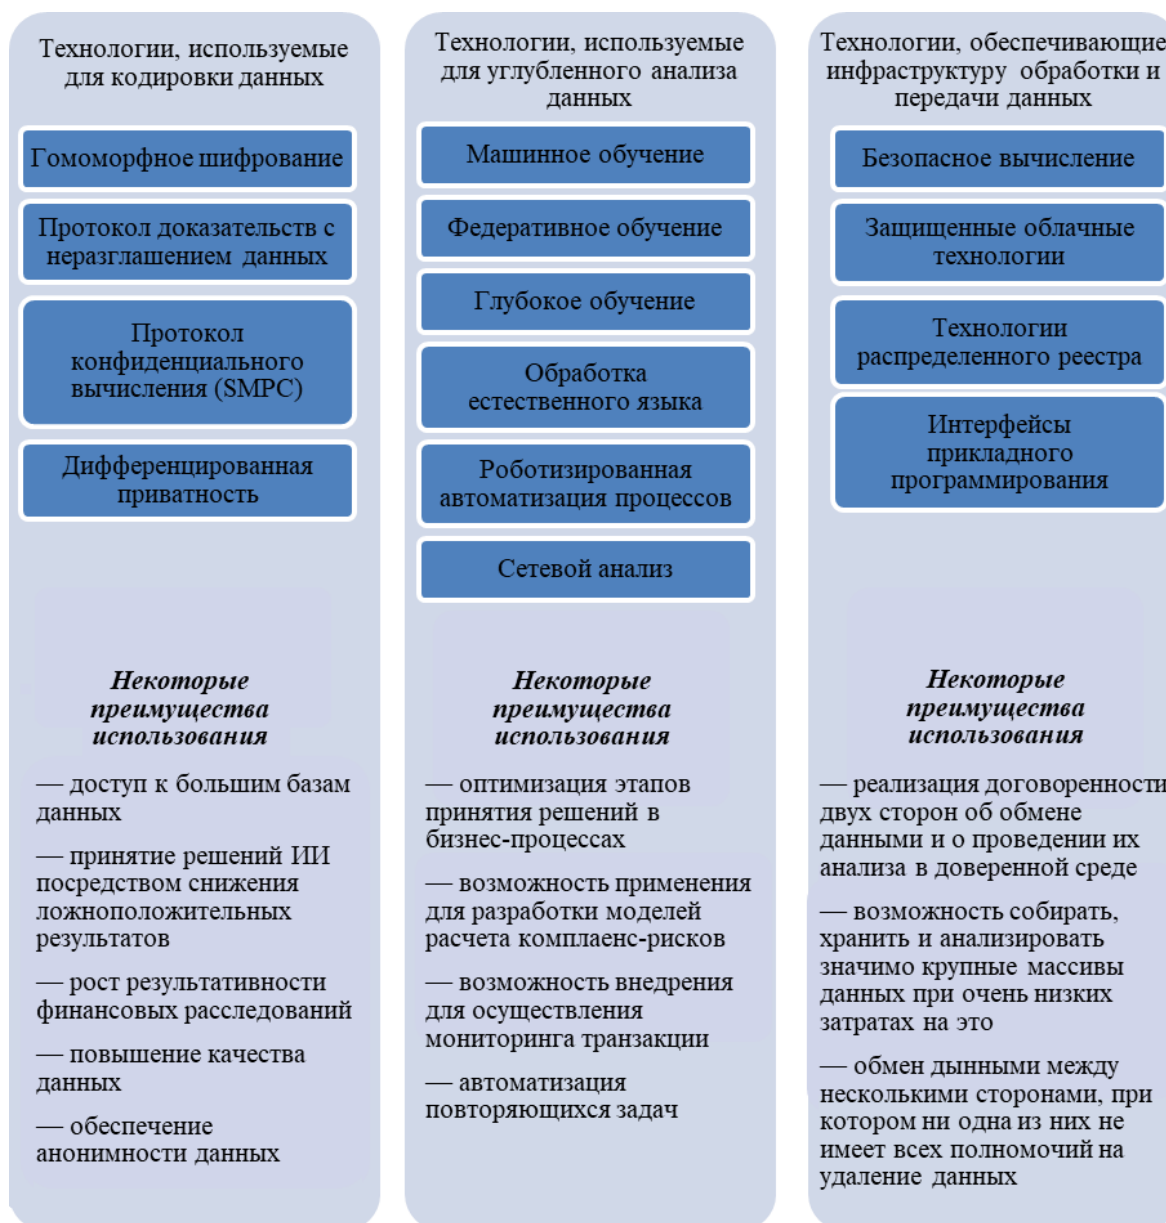 Технологии, используемые
для кодировки данных
Гомоморфное шифрование
Протокол доказательств с
неразглашением данных
Протокол
конфиденциального
вычисления (SMPC)
Дифференцированная
приватность
Некоторые
преимущества
использования
— доступ к большим базам
данных
— принятие решений ИИ
посредством снижения
ложноположительных
результатов
— рост результативности
финансовых расследований
— повышение качества
данных
— обеспечение
анонимности данных
Технологии, используемые
для углубленного анализа
данных
Машинное обучение
Федеративное обучение
Глубокое обучение
Обработка
естественного языка
Роботизированная
автоматизация процессов
Сетевой анализ
Некоторые
преимущества
использования
— оптимизация этапов
принятия решений в
бизнес-процессах
— возможность применения
для разработки моделей
расчета комплаенс-рисков
— возможность внедрения
для осуществления
мониторинга транзакции
— автоматизация
повторяющихся задач
Технологии, обеспечивающие
инфраструктуру обработки и
передачи данных
Безопасное вычисление
Защищенные облачные
технологии
Технологии
распределенного реестра
Интерфейсы
прикладного
программирования
Некоторые
преимущества
использования
— реализация договоренности
двух сторон об обмене
данными и о проведении их
анализа в доверенной среде
— возможность собирать,
хранить и анализировать
значимо крупные массивы
данных при очень низких
затратах на это
— обмен дынными между
несколькими сторонами, при
котором ни одна из них не
имеет всех полномочий на
удаление данных